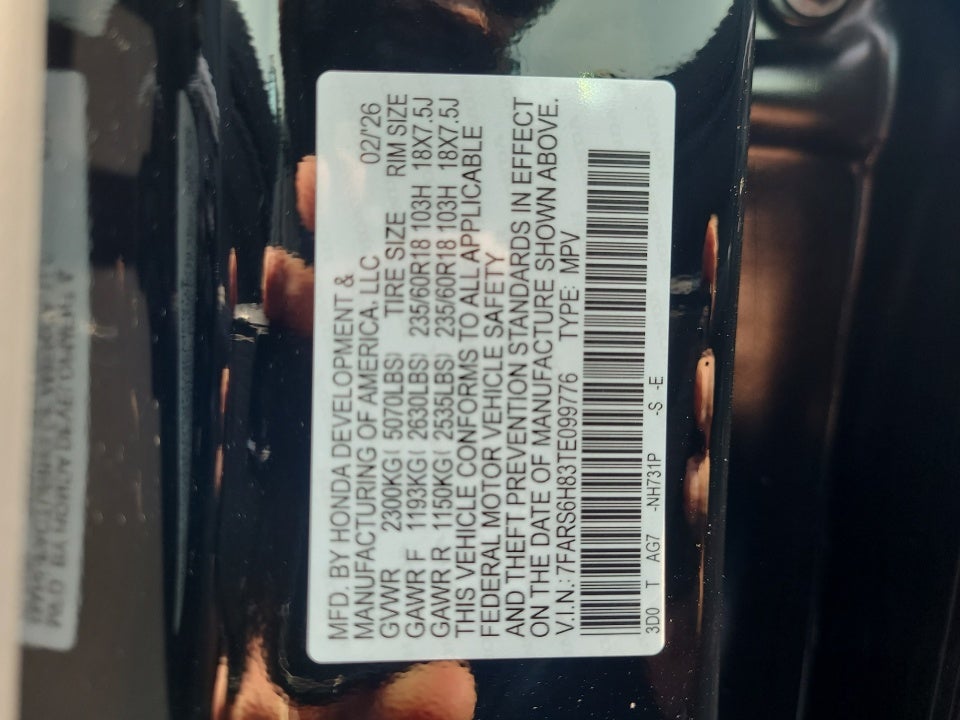 MFD. BY HONDA DEVELOPMENT &
MANUFACTURING OF AMERICA, LLC 02/'26
GVWR 2300KG( 5070LBS) TIRE SIZE RIM SIZE
GAWR F 1193KG( 2630LBS) 235/60R18 103H 18X7.5J
GAWR R 1150KG( 2535LBS) 235/60R18 103H 18X7.5J
THIS VEHICLE CONFORMS TO ALL APPLICABLE
FEDERAL MOTOR VEHICLE SAFETY
AND THEFT PREVENTION STANDARDS IN EFFECT
ON THE DATE OF MANUFACTURE SHOWN ABOVE.
V.I.N.: 7FARS6H83TE099776 TYPE: MPV
3D0 T AG7 -NH731P -S -E